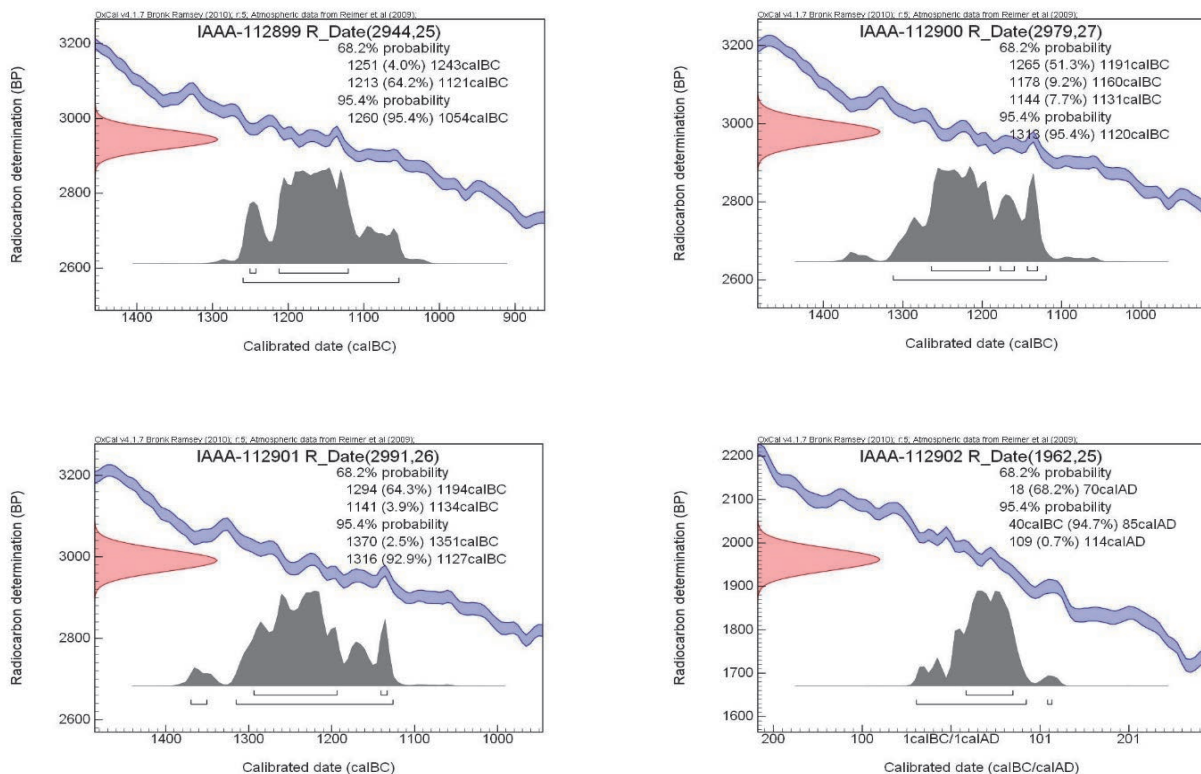 OxCal v4.1.7 Bronk Ramsey (2010); r:5; Atmospheric data from Reimer et al (2009);
IAAA-112899 R_Date(2944,25)
68.2% probability
1251 (4.0%) 1243calBC
1213 (64.2%) 1121calBC
95.4% probability
1260 (95.4%) 1054calBC
Radiocarbon determination (BP)
3200
3000
2800
2600
1400 1300 1200 1100 1000 900
Calibrated date (calBC)
OxCal v4.1.7 Bronk Ramsey (2010); r:5; Atmospheric data from Reimer et al (2009);
IAAA-112900 R_Date(2979,27)
68.2% probability
1265 (51.3%) 1191calBC
1178 (9.2%) 1160calBC
1144 (7.7%) 1131calBC
95.4% probability
1313 (95.4%) 1120calBC
Radiocarbon determination (BP)
3200
3000
2800
2600
1400 1300 1200 1100 1000
Calibrated date (calBC)
OxCal v4.1.7 Bronk Ramsey (2010); r:5; Atmospheric data from Reimer et al (2009);
IAAA-112901 R_Date(2991,26)
68.2% probability
1294 (64.3%) 1194calBC
1141 (3.9%) 1134calBC
95.4% probability
1370 (2.5%) 1351calBC
1316 (92.9%) 1127calBC
Radiocarbon determination (BP)
3200
3000
2800
2600
1400 1300 1200 1100 1000
Calibrated date (calBC)
OxCal v4.1.7 Bronk Ramsey (2010); r:5; Atmospheric data from Reimer et al (2009);
IAAA-112902 R_Date(1962,25)
68.2% probability
18 (68.2%) 70calAD
95.4% probability
40calBC (94.7%) 85calAD
109 (0.7%) 114calAD
Radiocarbon determination (BP)
2200
2100
2000
1900
1800
1700
1600
200 100 1calBC/1calAD 101 201
Calibrated date (calBC/calAD)